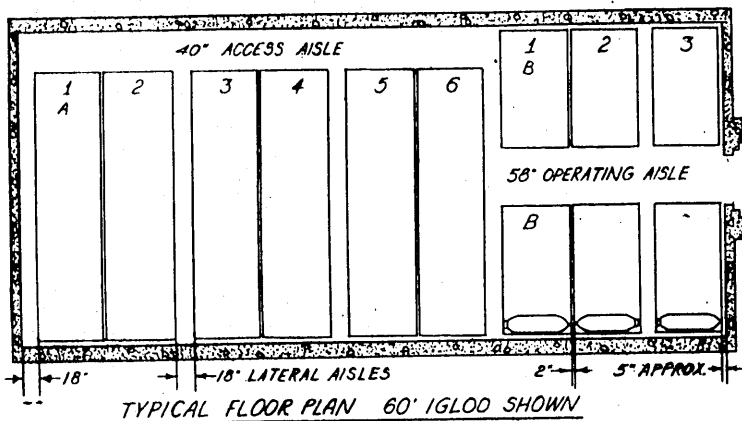 40" ACCESS AISLE
1 2 3 4 5 6 1 2 3
A B
58" OPERATING AISLE
B
18" 18" LATERAL AISLES 2" 5" APPROX.
TYPICAL FLOOR PLAN 60' IGLOO SHOWN